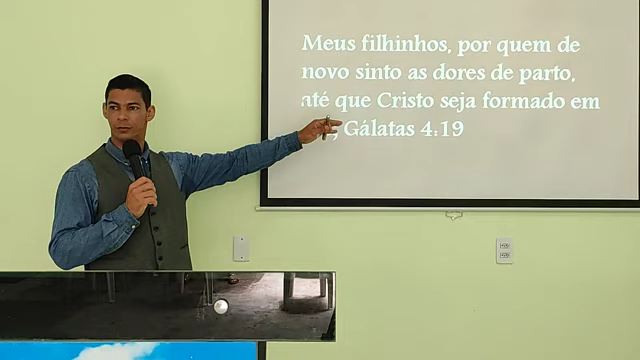 Meus filhinhos, por quem de
novo sinto as dores de parto,
até que Cristo seja formado em
, Gálatas 4:19